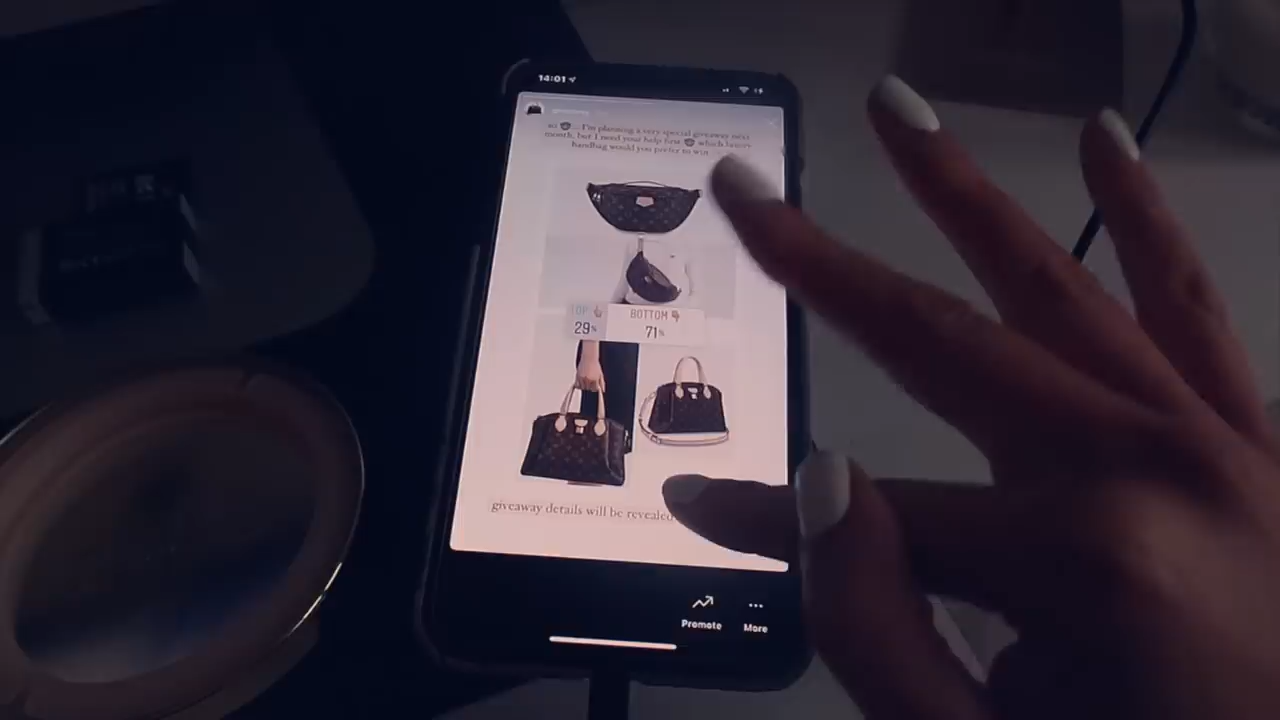 14:01
so I'm planning a very special giveaway next
month, but I need your help first which luxury
handbag would you prefer to win
TOP BOTTOM
29% 71%
giveaway details will be revealed
Promote More